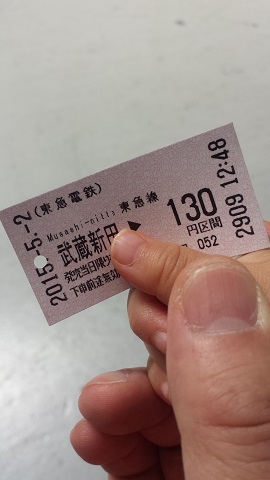 2015.-5.-2
(東急電鉄)
Musashi-nitta 東急線
武蔵新田 ▶ 130
円区間
発売当日限り
下車前途無効
052
2909 12:48